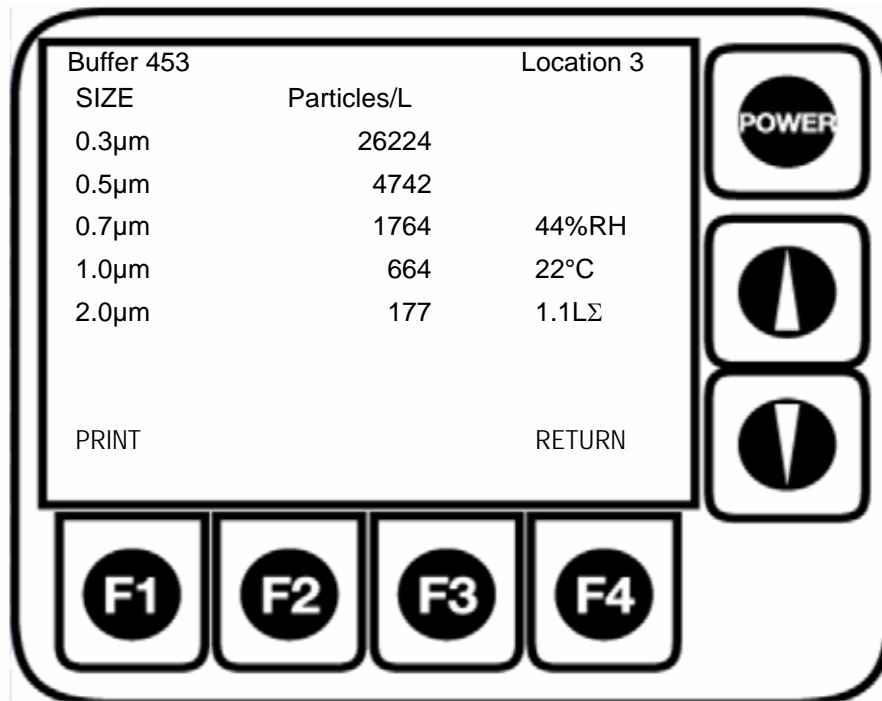 Buffer 453 Location 3
SIZE Particles/L
0.3µm 26224
0.5µm 4742
0.7µm 1764 44%RH
1.0µm 664 22°C
2.0µm 177 1.1LΣ
PRINT RETURN
POWER
F1 F2 F3 F4